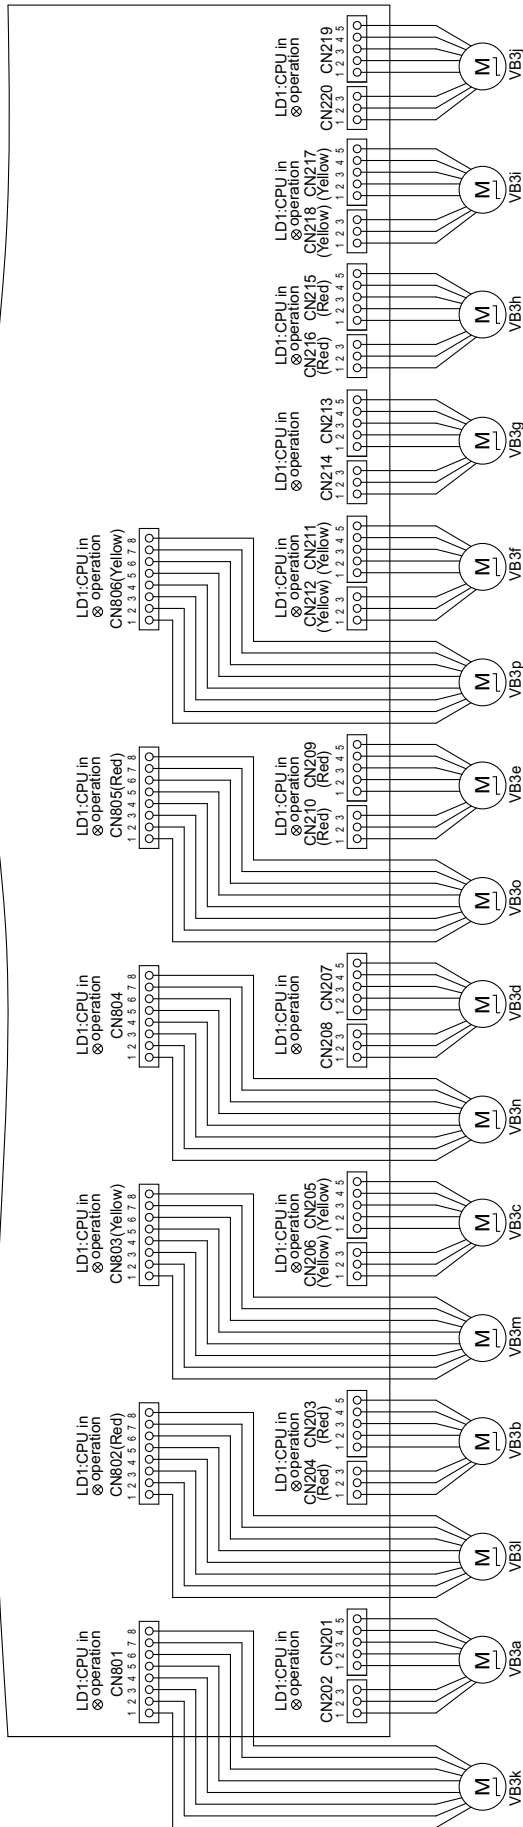 LD1:CPU in
⊗ operation
CN801
1 2 3 4 5 6 7 8
LD1:CPU in
⊗ operation
CN802(Red)
1 2 3 4 5 6 7 8
LD1:CPU in
⊗ operation
CN803(Yellow)
1 2 3 4 5 6 7 8
LD1:CPU in
⊗ operation
CN804
1 2 3 4 5 6 7 8
LD1:CPU in
⊗ operation
CN805(Red)
1 2 3 4 5 6 7 8
LD1:CPU in
⊗ operation
CN806(Yellow)
1 2 3 4 5 6 7 8
LD1:CPU in
⊗ operation
CN202 CN201
1 2 3 1 2 3 4 5
LD1:CPU in
⊗ operation
CN204 CN203
(Red) (Red)
1 2 3 1 2 3 4 5
LD1:CPU in
⊗ operation
CN206 CN205
(Yellow) (Yellow)
1 2 3 1 2 3 4 5
LD1:CPU in
⊗ operation
CN208 CN207
1 2 3 1 2 3 4 5
LD1:CPU in
⊗ operation
CN210 CN209
(Red) (Red)
1 2 3 1 2 3 4 5
LD1:CPU in
⊗ operation
CN212 CN211
(Yellow) (Yellow)
1 2 3 1 2 3 4 5
LD1:CPU in
⊗ operation
CN214 CN213
1 2 3 1 2 3 4 5
LD1:CPU in
⊗ operation
CN216 CN215
(Red) (Red)
1 2 3 1 2 3 4 5
LD1:CPU in
⊗ operation
CN218 CN217
(Yellow) (Yellow)
1 2 3 1 2 3 4 5
LD1:CPU in
⊗ operation
CN220 CN219
1 2 3 1 2 3 4 5
M M M M M M M M M M M M M M M M
VB3k VB3a VB3l VB3b VB3m VB3c VB3n VB3d VB3o VB3e VB3p VB3f VB3g VB3h VB3i VB3j